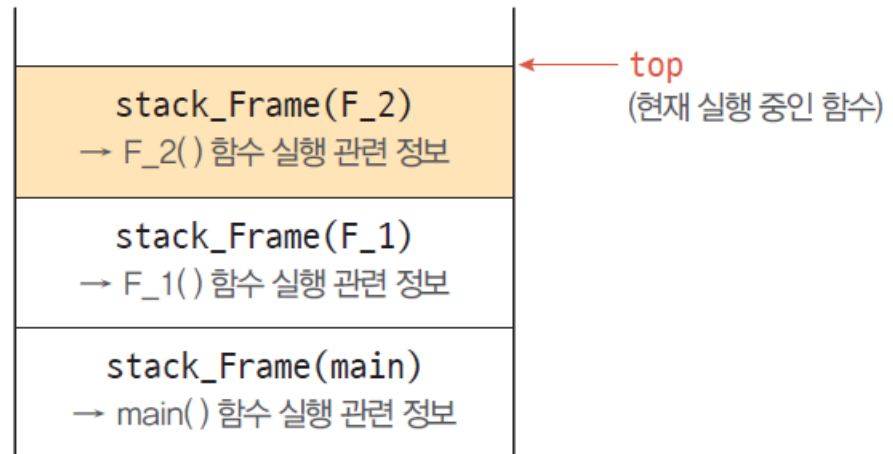 top
(현재 실행 중인 함수)
stack_Frame(F_2)
→ F_2( ) 함수 실행 관련 정보
stack_Frame(F_1)
→ F_1( ) 함수 실행 관련 정보
stack_Frame(main)
→ main( ) 함수 실행 관련 정보